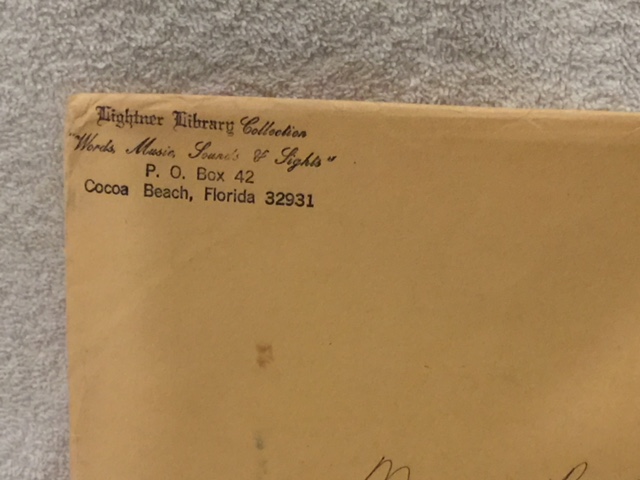 Lightner Library Collection
"Words, Music, Sounds & Sights"
P. O. Box 42
Cocoa Beach, Florida 32931